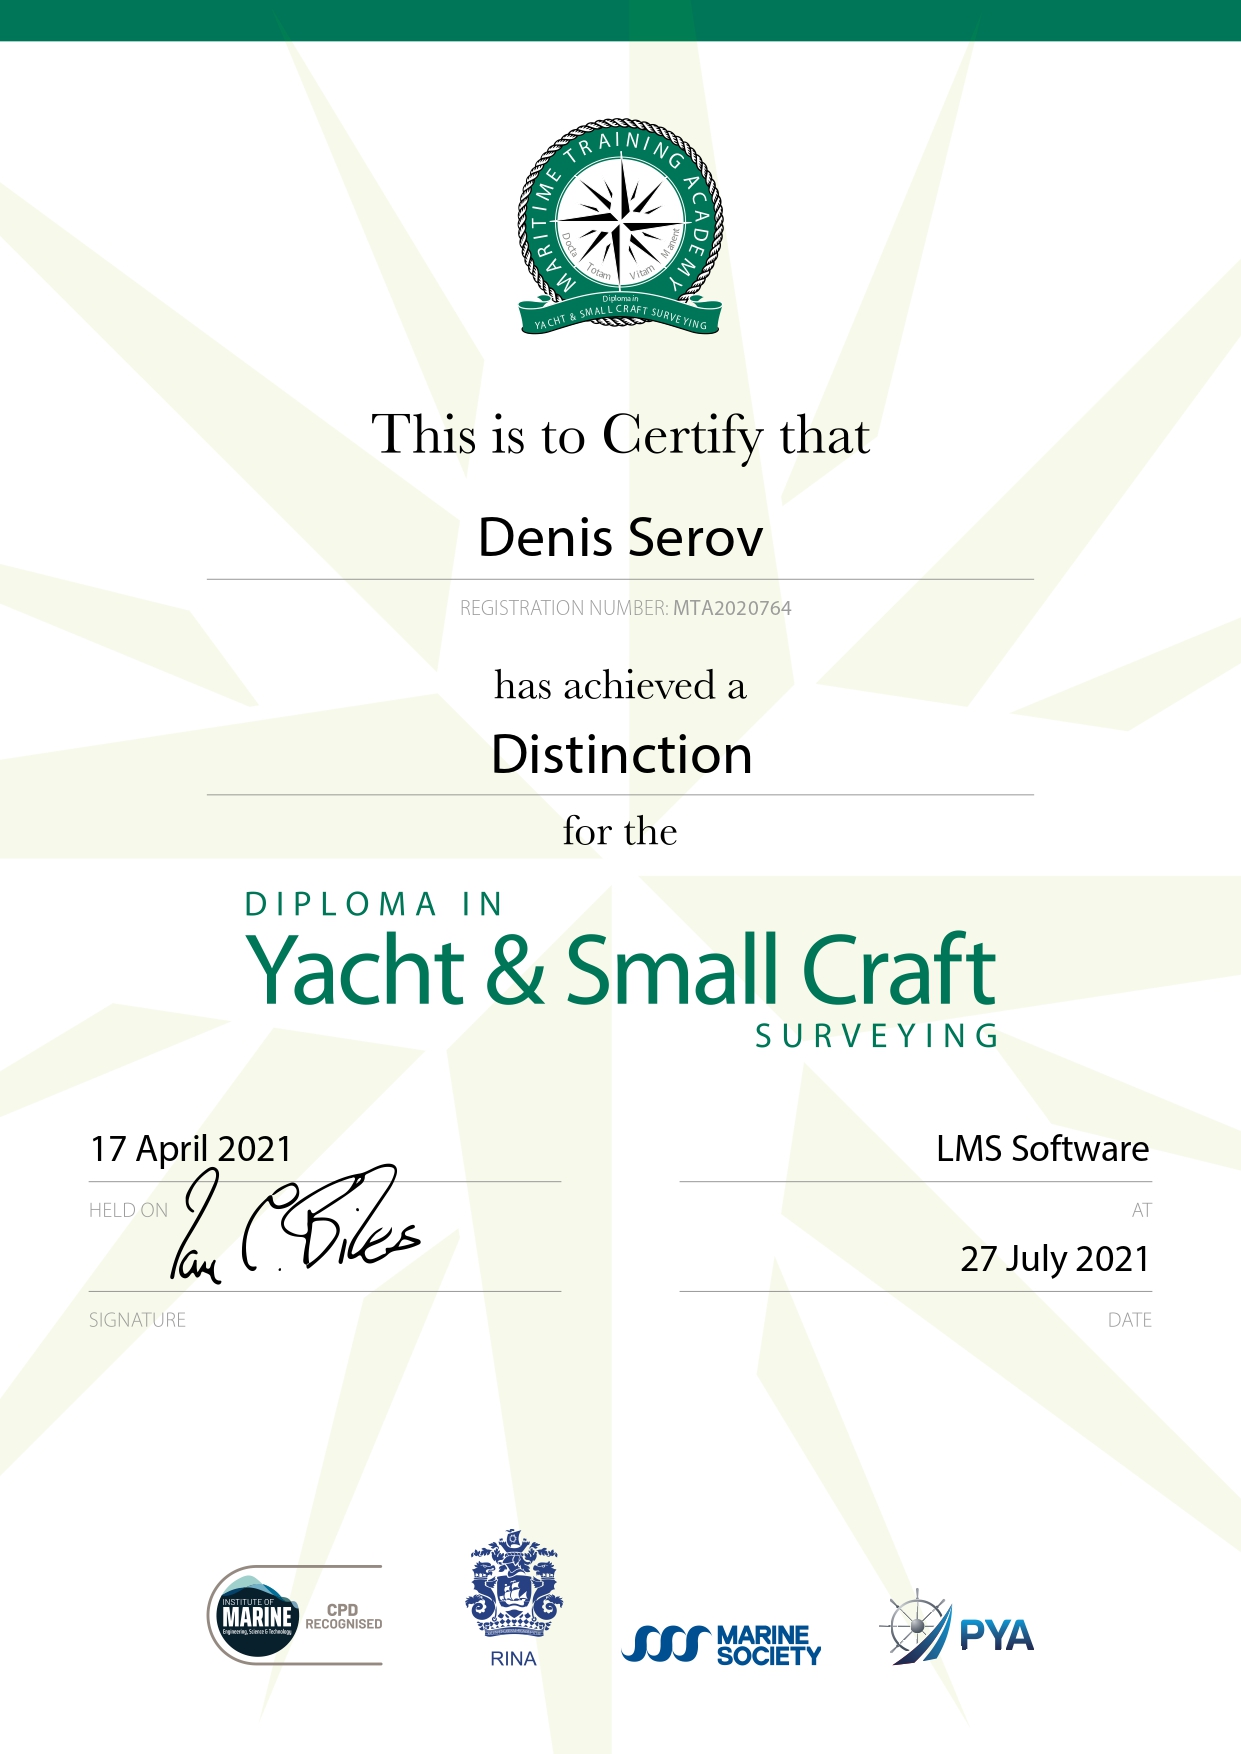 MARITIME TRAINING ACADEMY
Docta Totam Vitam Manent
Diploma in
YACHT & SMALL CRAFT SURVEYING
This is to Certify that
Denis Serov
REGISTRATION NUMBER: MTA2020764
has achieved a
Distinction
for the
DIPLOMA IN
Yacht & Small Craft
SURVEYING
17 April 2021
LMS Software
HELD ON
AT
Ian C. Biles
27 July 2021
SIGNATURE
DATE
INSTITUTE OF
MARINE
Engineering, Science & Technology
CPD
RECOGNISED
RINA
MARINE
SOCIETY
PYA